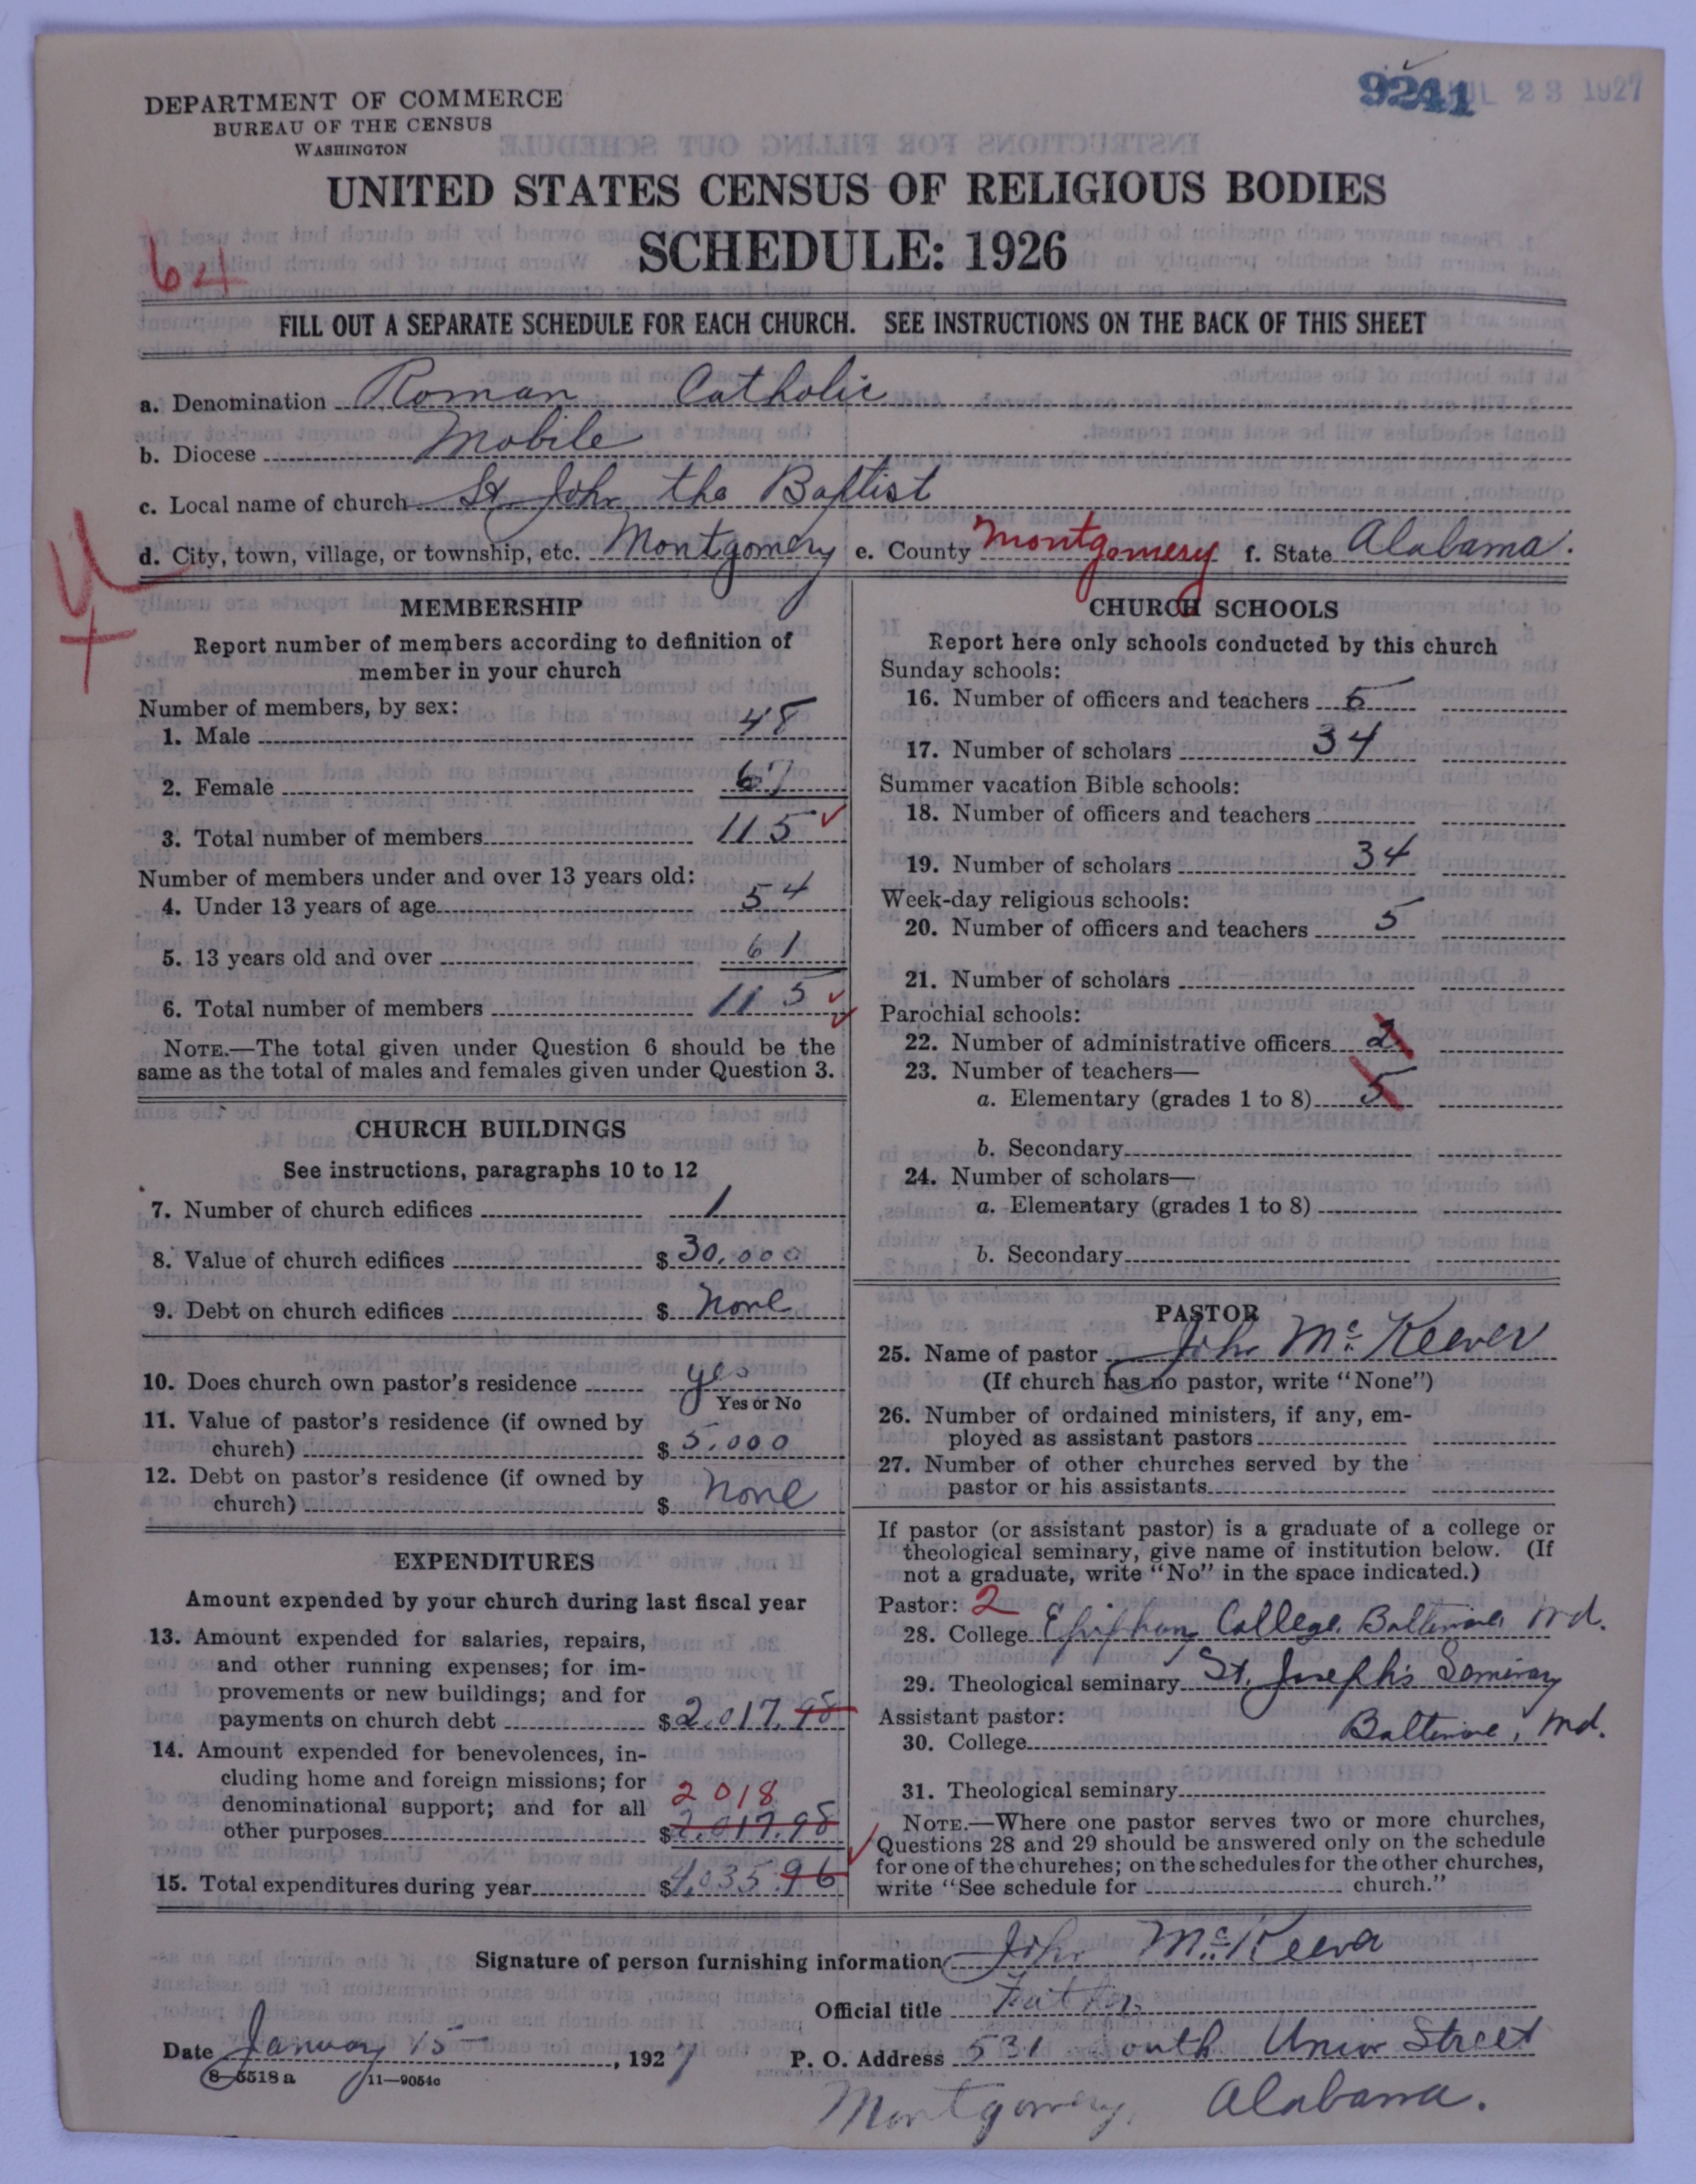 DEPARTMENT OF COMMERCE
BUREAU OF THE CENSUS
WASHINGTON
9241 JUL 23 1927
UNITED STATES CENSUS OF RELIGIOUS BODIES
SCHEDULE: 1926
64
FILL OUT A SEPARATE SCHEDULE FOR EACH CHURCH. SEE INSTRUCTIONS ON THE BACK OF THIS SHEET
a. Denomination Roman Catholic
b. Diocese Mobile
c. Local name of church St John the Baptist
d. City, town, village, or township, etc. Montgomery e. County Montgomery f. State Alabama.
MEMBERSHIP
Report number of members according to definition of
member in your church
Number of members, by sex:
1. Male 48
2. Female 67
3. Total number of members 115
Number of members under and over 13 years old:
4. Under 13 years of age 54
5. 13 years old and over 61
6. Total number of members 115
NOTE.—The total given under Question 6 should be the
same as the total of males and females given under Question 3.
CHURCH BUILDINGS
See instructions, paragraphs 10 to 12
7. Number of church edifices 1
8. Value of church edifices $ 30,000
9. Debt on church edifices $ none
10. Does church own pastor's residence yes
Yes or No
11. Value of pastor's residence (if owned by
church) $ 5,000
12. Debt on pastor's residence (if owned by
church) $ none
EXPENDITURES
Amount expended by your church during last fiscal year
13. Amount expended for salaries, repairs,
and other running expenses; for im-
provements or new buildings; and for
payments on church debt $ 2,017.98
14. Amount expended for benevolences, in-
cluding home and foreign missions; for
denominational support; and for all 2018
other purposes $ 2,017.98
15. Total expenditures during year $ 4,035.96
CHURCH SCHOOLS
Report here only schools conducted by this church
Sunday schools:
16. Number of officers and teachers 5
17. Number of scholars 34
Summer vacation Bible schools:
18. Number of officers and teachers
19. Number of scholars 34
Week-day religious schools:
20. Number of officers and teachers 5
21. Number of scholars
Parochial schools:
22. Number of administrative officers 2
23. Number of teachers—
a. Elementary (grades 1 to 8) 5
b. Secondary
24. Number of scholars—
a. Elementary (grades 1 to 8)
b. Secondary
PASTOR
25. Name of pastor John McKeever
(If church has no pastor, write "None")
26. Number of ordained ministers, if any, em-
ployed as assistant pastors
27. Number of other churches served by the
pastor or his assistants
If pastor (or assistant pastor) is a graduate of a college or
theological seminary, give name of institution below. (If
not a graduate, write "No" in the space indicated.)
Pastor: 2
28. College Epiphany College, Baltimore, Md.
29. Theological seminary St. Joseph's Seminary
Assistant pastor: Baltimore, Md.
30. College
31. Theological seminary
NOTE.—Where one pastor serves two or more churches,
Questions 28 and 29 should be answered only on the schedule
for one of the churches; on the schedules for the other churches,
write "See schedule for church."
Signature of person furnishing information John McKeever
Official title Father
Date January 15 , 1927 P. O. Address 531 South Union Street
8—5518 a 11—9054c
Montgomery, Alabama.